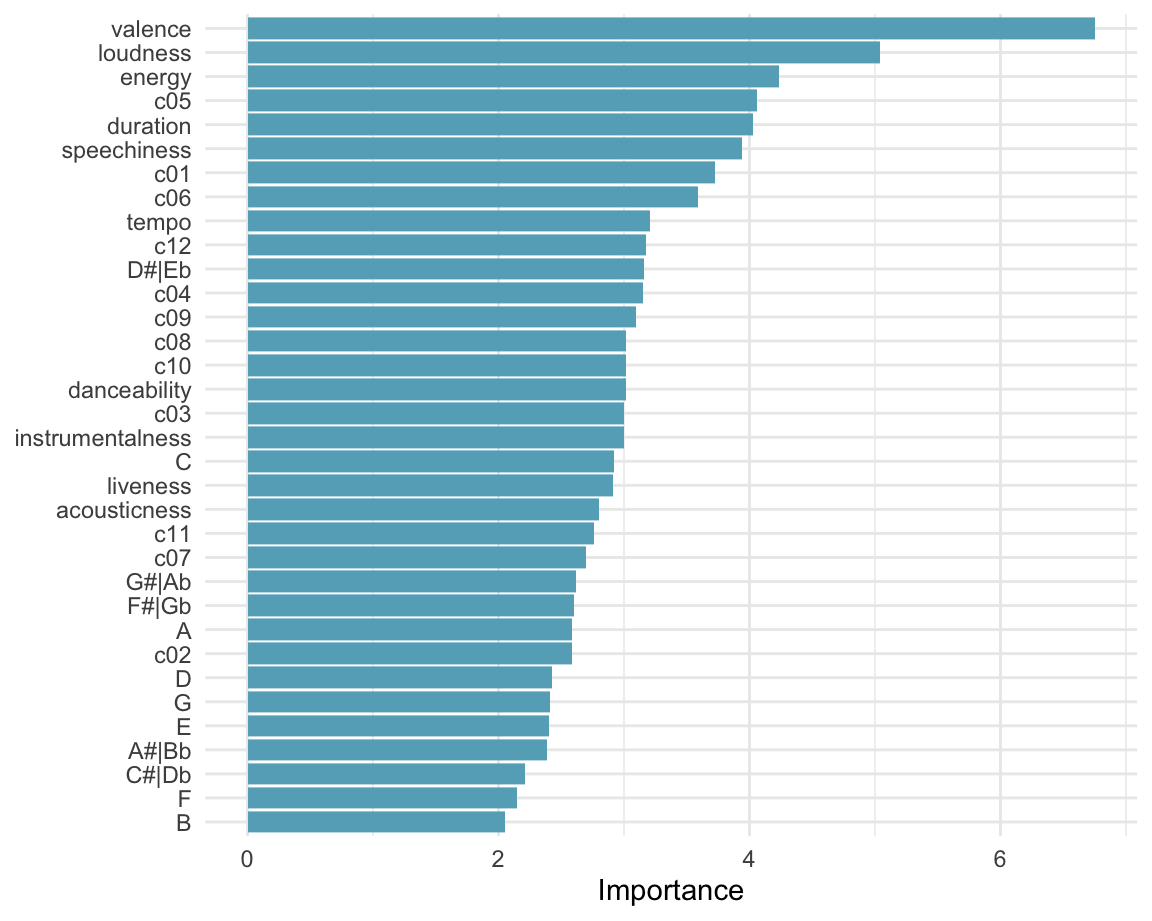 valence
loudness
energy
c05
duration
speechiness
c01
c06
tempo
c12
D#|Eb
c04
c09
c08
c10
danceability
c03
instrumentalness
C
liveness
acousticness
c11
c07
G#|Ab
F#|Gb
A
c02
D
G
E
A#|Bb
C#|Db
F
B
0 2 4 6
Importance